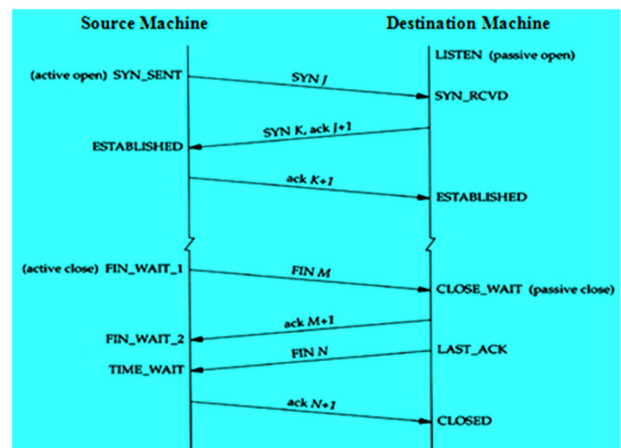 Source Machine
Destination Machine
LISTEN (passive open)
(active open) SYN_SENT
SYN J
SYN_RCVD
SYN K, ack J+1
ESTABLISHED
ack K+1
ESTABLISHED
(active close) FIN_WAIT_1
FIN M
CLOSE_WAIT (passive close)
ack M+1
FIN_WAIT_2
FIN N
LAST_ACK
TIME_WAIT
ack N+1
CLOSED